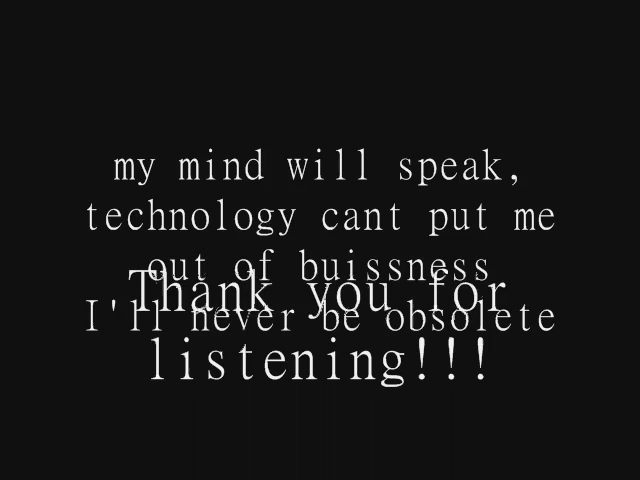 my mind will speak,
technology cant put me
out of buissness
Thank you for
I'll never be obsolete
listening!!!